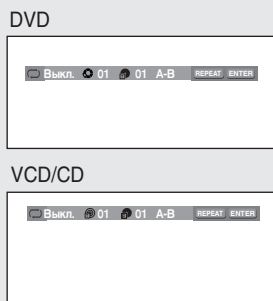 DVD
Выкл. 01 01 A-B REPEAT ENTER
VCD/CD
Выкл. 01 01 A-B REPEAT ENTER